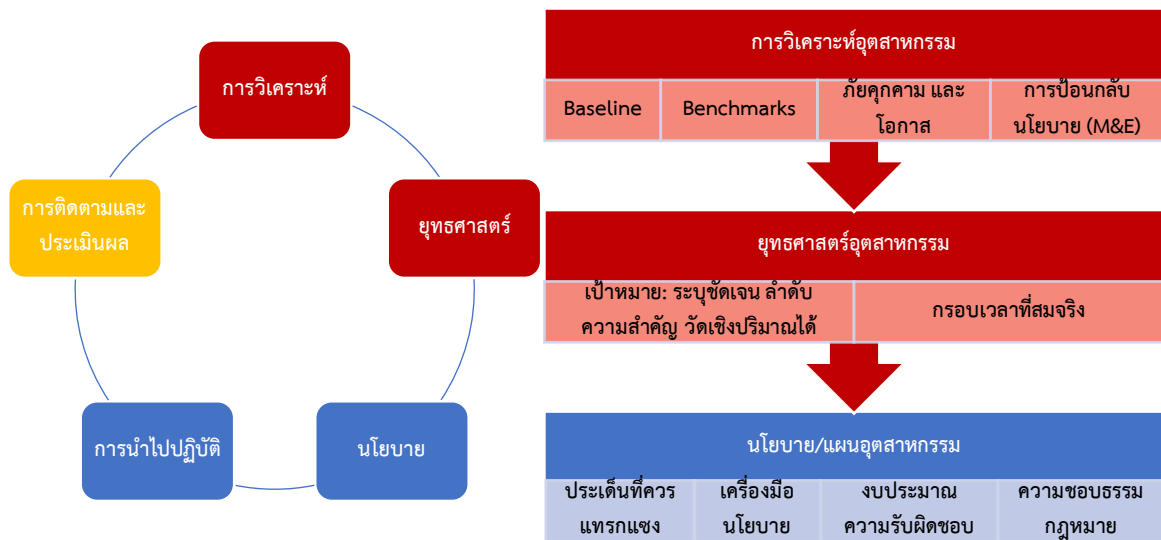 การวิเคราะห์
ยุทธศาสตร์
นโยบาย
การนำไปปฏิบัติ
การติดตามและ
ประเมินผล
การวิเคราะห์อุตสาหกรรม
Baseline
Benchmarks
ภัยคุกคาม และ
โอกาส
การป้อนกลับ
นโยบาย (M&E)
ยุทธศาสตร์อุตสาหกรรม
เป้าหมาย: ระบุชัดเจน ลำดับ
ความสำคัญ วัดเชิงปริมาณได้
กรอบเวลาที่สมจริง
นโยบาย/แผนอุตสาหกรรม
ประเด็นที่ควร
แทรกแซง
เครื่องมือ
นโยบาย
งบประมาณ
ความรับผิดชอบ
ความชอบธรรม
กฎหมาย